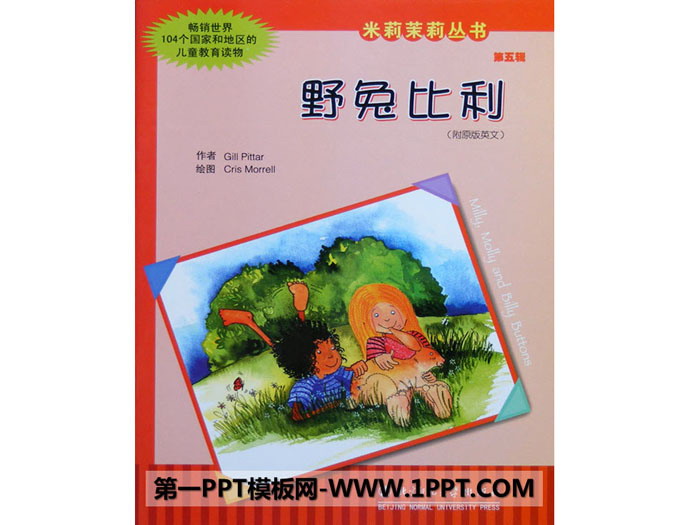 畅销世界
104个国家和地区的
儿童教育读物
米莉茉莉丛书
第五辑
野兔比利
（附原版英文）
作者 Gill Pittar
绘图 Cris Morrell
Milly, Molly and Billy Buttons
第一PPT模板网-WWW.1PPT.COM
BEIJING NORMAL UNIVERSITY PRESS